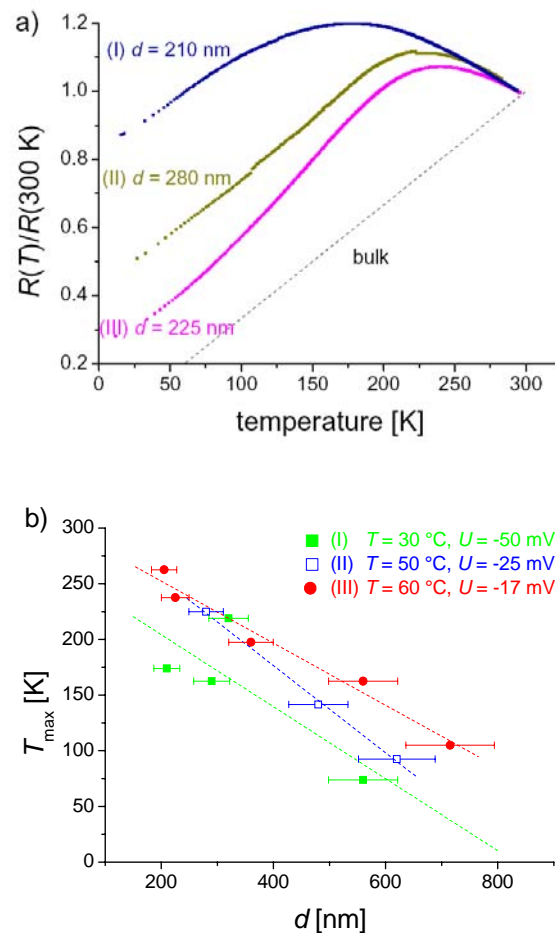 a)
1.2
1.0
0.8
0.6
0.4
0.2
R(T)/R(300 K)
(I) d = 210 nm
(II) d = 280 nm
(III) d = 225 nm
bulk
0 50 100 150 200 250 300
temperature [K]
b)
300
250
200
150
100
50
0
T_max [K]
(I) T = 30 °C, U = -50 mV
(II) T = 50 °C, U = -25 mV
(III) T = 60 °C, U = -17 mV
200 400 600 800
d [nm]